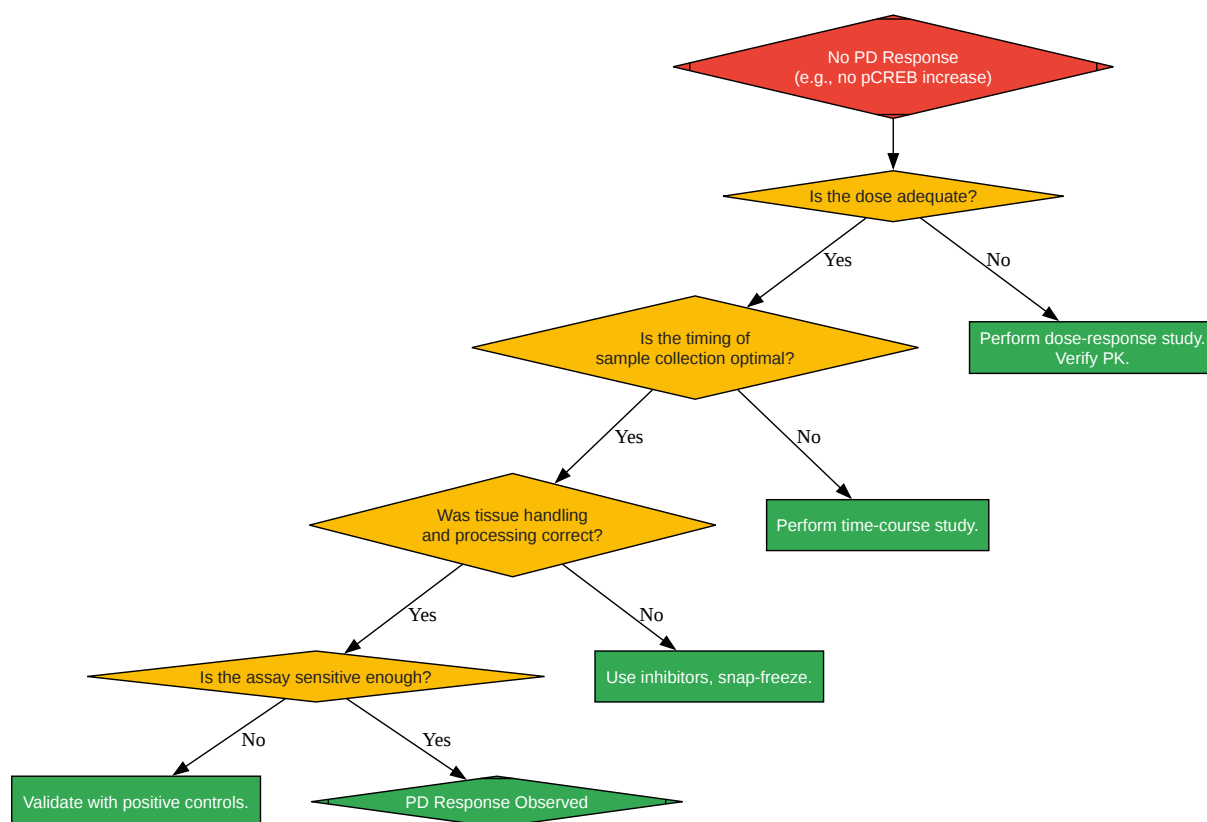 No PD Response
(e.g., no pCREB increase)
Is the dose adequate?
Yes
No
Is the timing of
sample collection optimal?
Perform dose-response study.
Verify PK.
Yes
No
Was tissue handling
and processing correct?
Perform time-course study.
Yes
No
Is the assay sensitive enough?
Use inhibitors, snap-freeze.
No
Yes
Validate with positive controls.
PD Response Observed